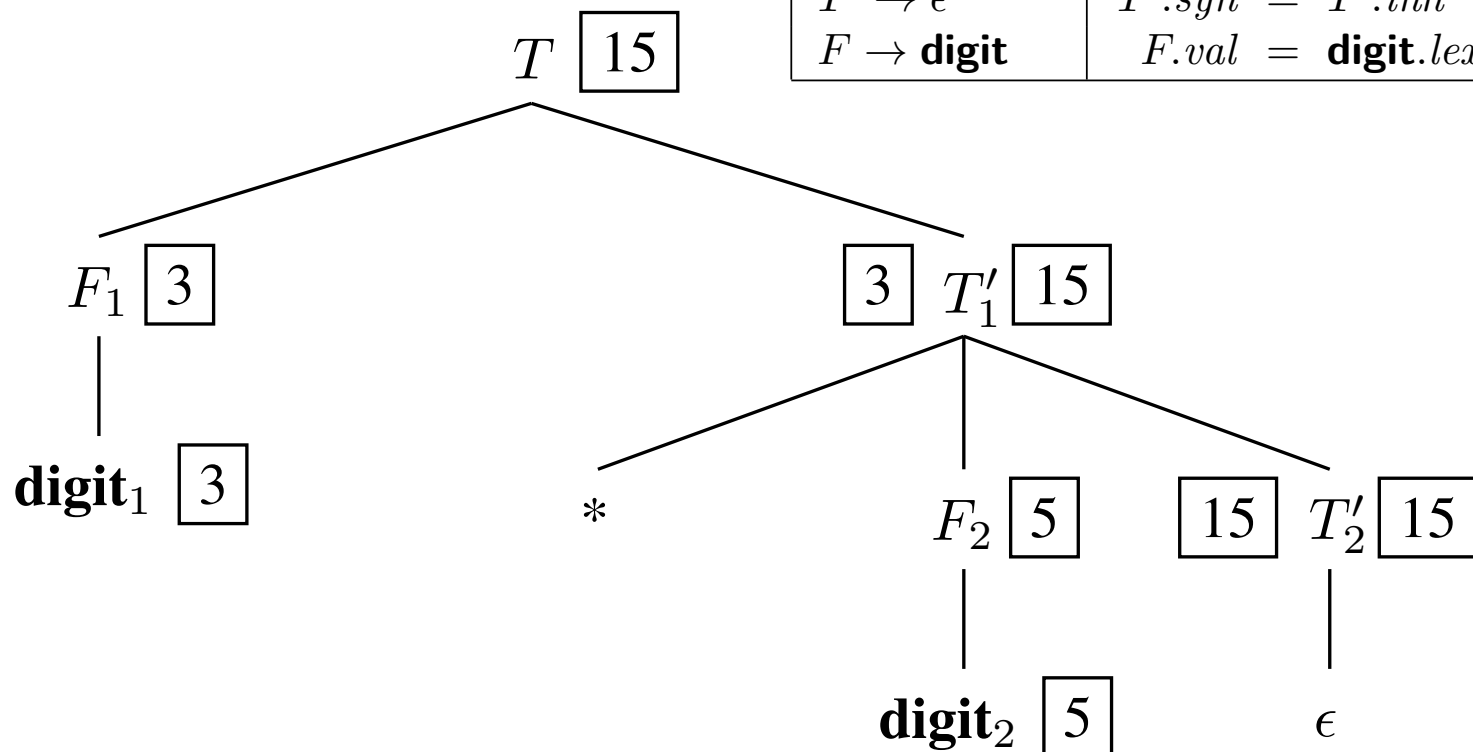 F → digit F.val = digit.lex
T 15
F₁ 3 3 T′₁ 15
digit₁ 3
* F₂ 5 15 T′₂ 15
digit₂ 5 ϵ